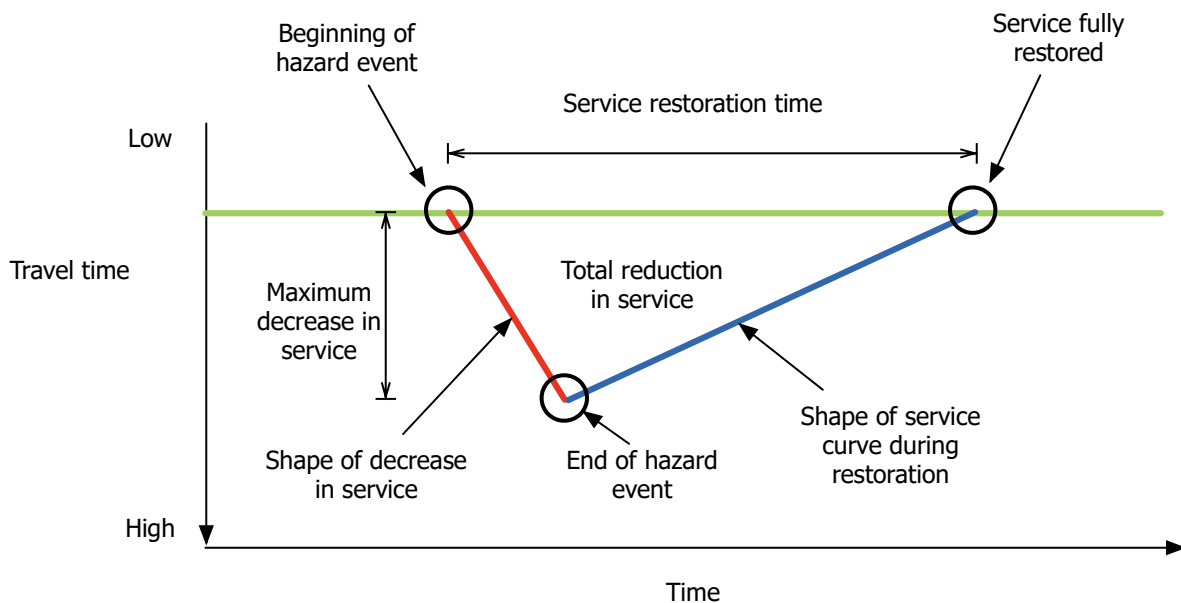 Beginning of
hazard event
Service fully
restored
Service restoration time
Low
Travel time
Maximum
decrease in
service
Total reduction
in service
Shape of decrease
in service
End of hazard
event
Shape of service
curve during
restoration
High
Time